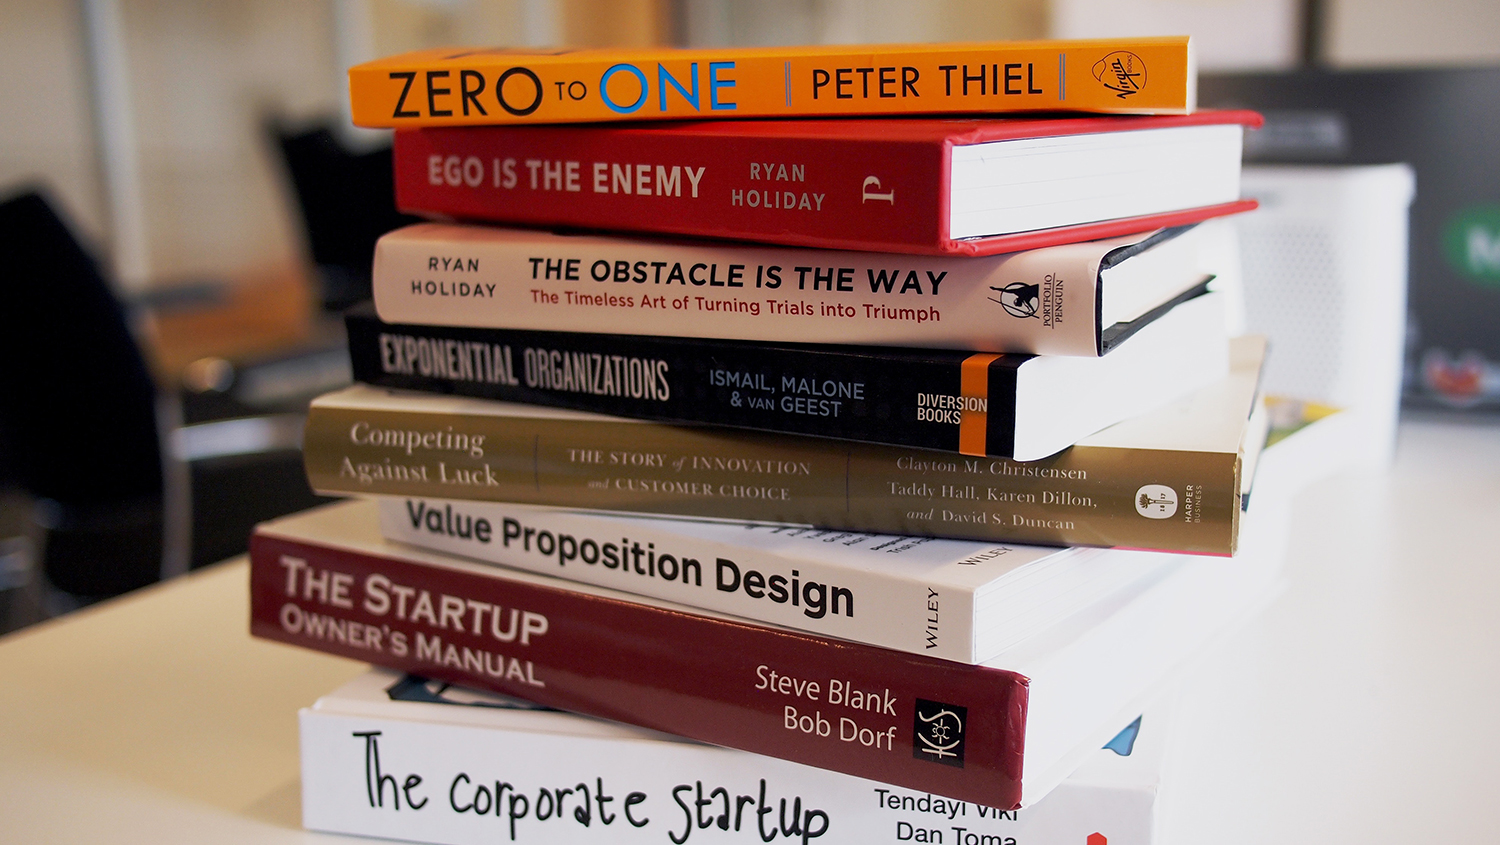 ZERO TO ONE PETER THIEL Virgin BOOKS
EGO IS THE ENEMY
RYAN
HOLIDAY
P
RYAN
HOLIDAY
THE OBSTACLE IS THE WAY
The Timeless Art of Turning Trials into Triumph
PORTFOLIO
PENGUIN
EXPONENTIAL ORGANIZATIONS
ISMAIL, MALONE
& VAN GEEST
DIVERSION
BOOKS
Competing
Against Luck
THE STORY of INNOVATION
and CUSTOMER CHOICE
Clayton M. Christensen
Taddy Hall, Karen Dillon,
and David S. Duncan
18 17
HARPER
BUSINESS
Value Proposition Design
WILEY
WILEY
THE STARTUP
OWNER'S MANUAL
Steve Blank
Bob Dorf
K&S
The corporate startup
Tendayi Viki
Dan Toma